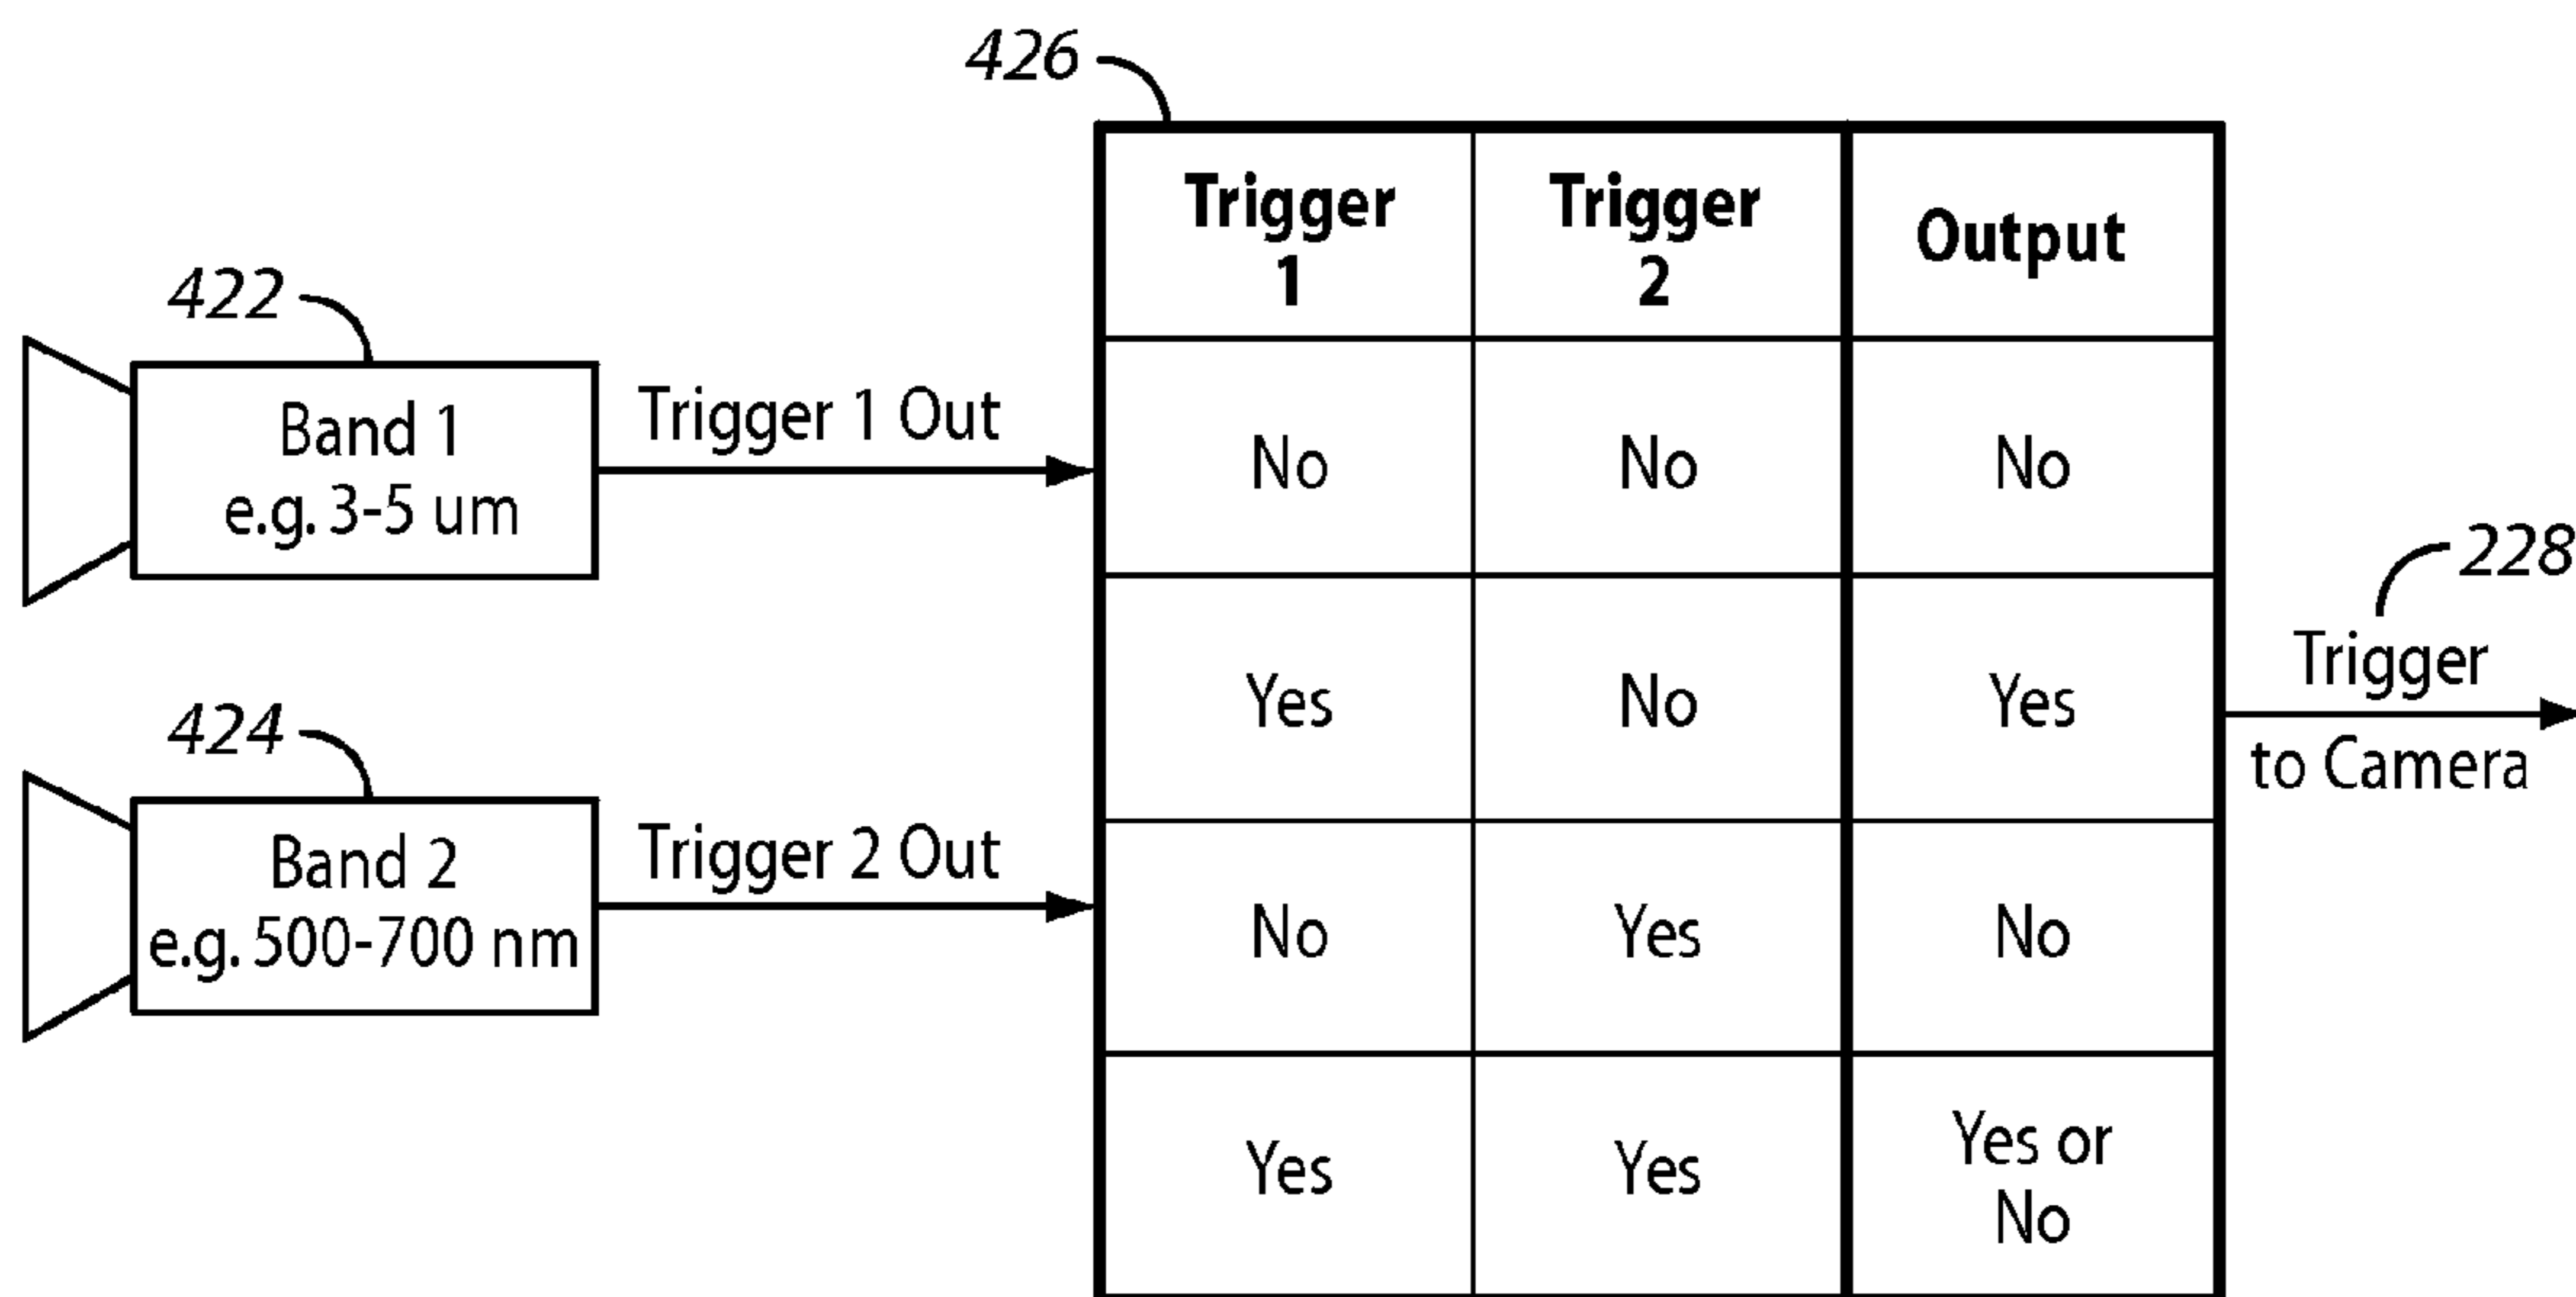 426
422
Band 1
e.g. 3-5 um
Trigger 1 Out
424
Band 2
e.g. 500-700 nm
Trigger 2 Out
Trigger 1 Trigger 2 Output
No No No
Yes No Yes
No Yes No
Yes Yes Yes or No
228
Trigger
to Camera